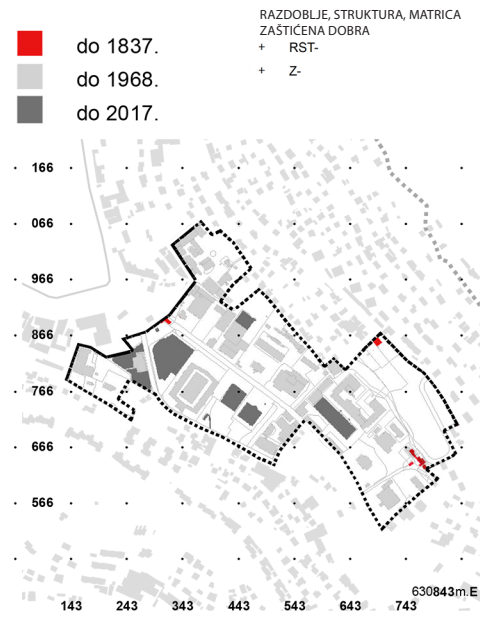 RAZDOBLJE, STRUKTURA, MATRICA
ZAŠTIĆENA DOBRA
+ RST-
+ Z-
do 1837.
do 1968.
do 2017.
166
066
966
866
766
666
566
630843m.E
143 243 343 443 543 643 743